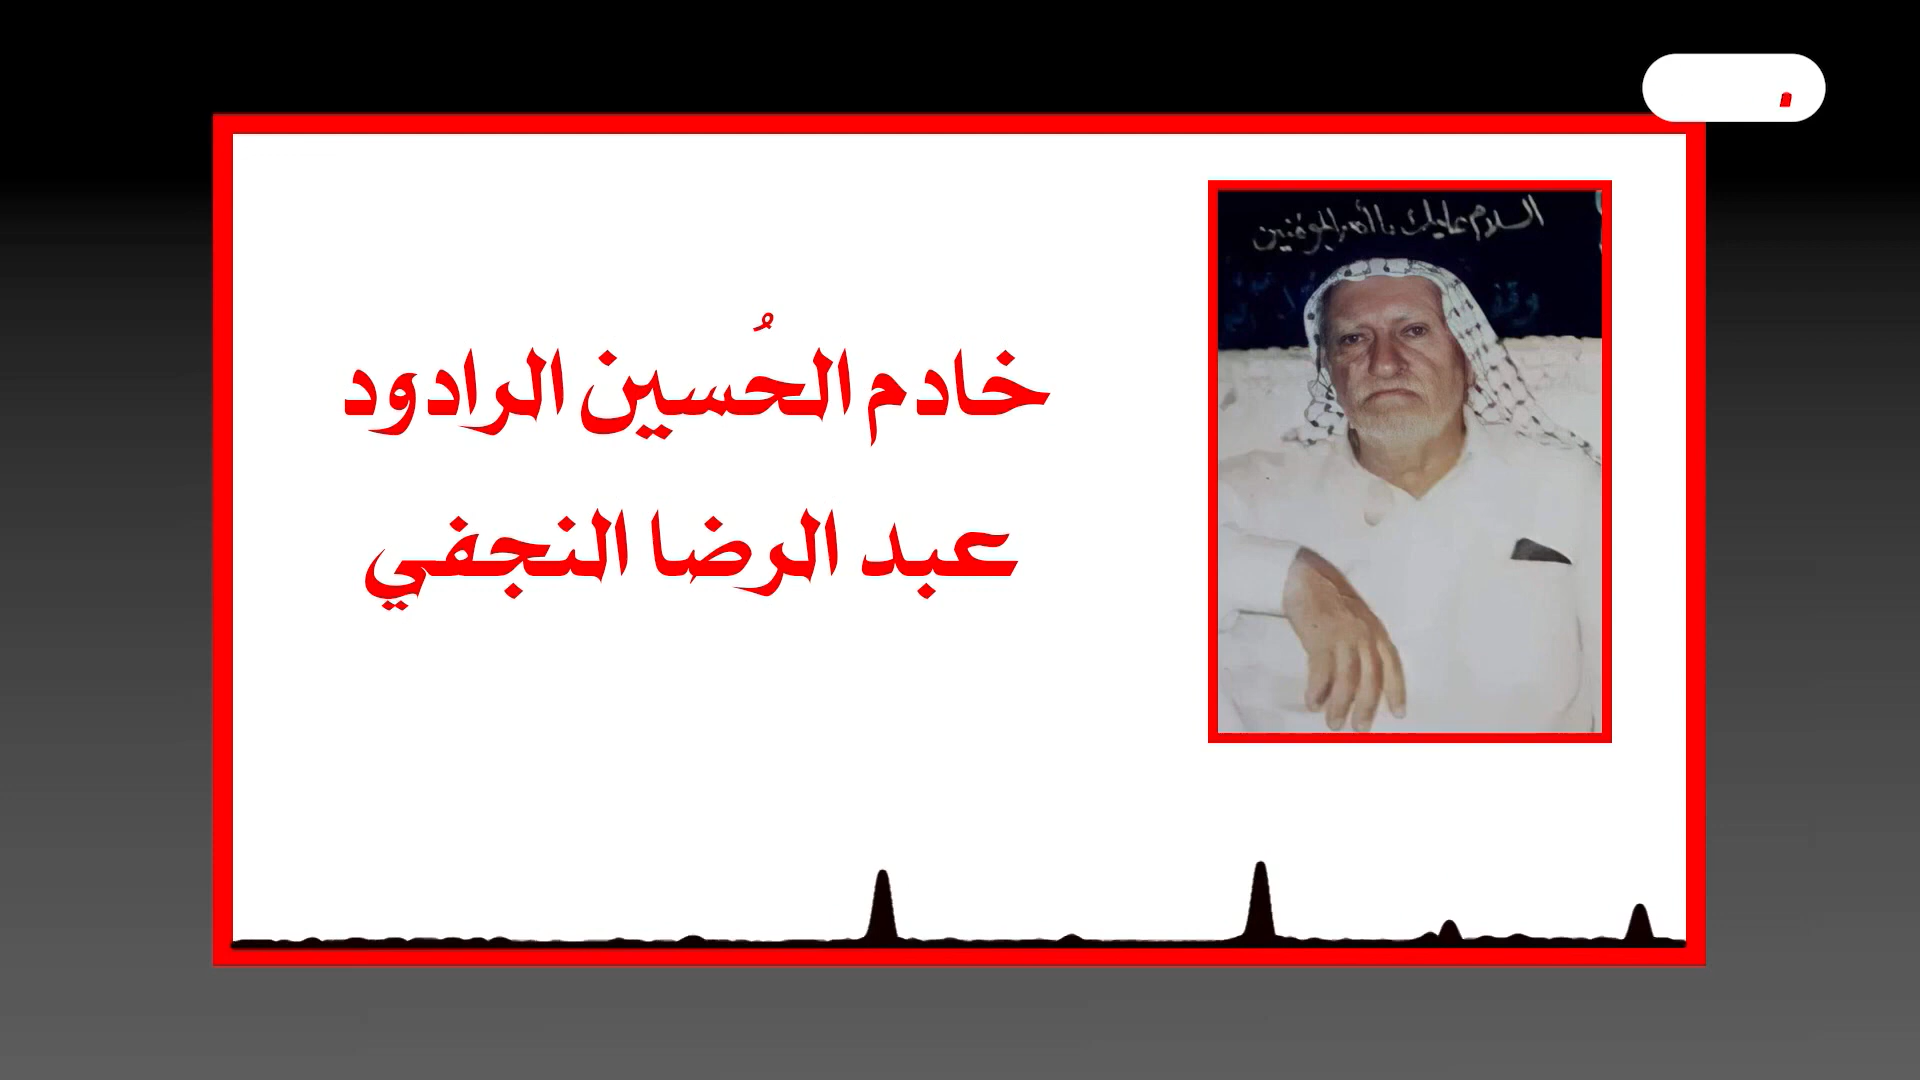 السلام عليك يا أمير المؤمنين
خادم الحُسين الرادود
عبد الرضا النجفي